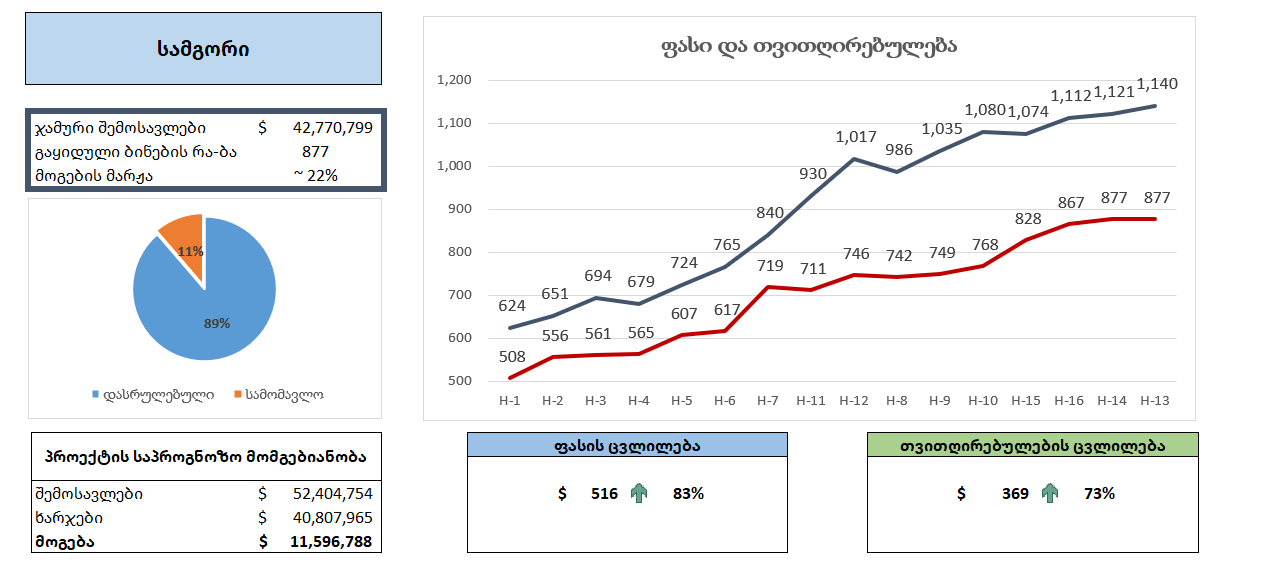 სამგორი
ჯამური შემოსავლები $ 42,770,799
გაყიდული ბინების რა-ბა 877
მოგების მარჟა ~ 22%
11%
89%
დასრულებული სამომავლო
პროექტის საპროგნოზო მომგებიანობა
შემოსავლები $ 52,404,754
ხარჯები $ 40,807,965
მოგება $ 11,596,788
ფასი და თვითღირებულება
1,200
1,100
1,000
900
800
700
600
500
624 651 694 679 724 765 840 930 1,017 986 1,035 1,080 1,074 1,112 1,121 1,140
508 556 561 565 607 617 719 711 746 742 749 768 828 867 877 877
H-1 H-2 H-3 H-4 H-5 H-6 H-7 H-11 H-12 H-8 H-9 H-10 H-15 H-16 H-14 H-13
ფასის ცვლილება
$ 516 83%
თვითღირებულების ცვლილება
$ 369 73%